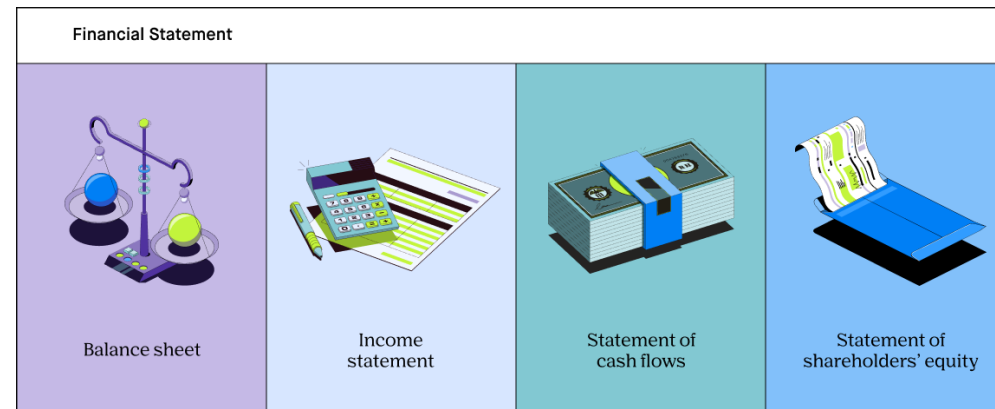 Financial Statement
Balance sheet
Income
statement
Statement of
cash flows
Statement of
shareholders’ equity